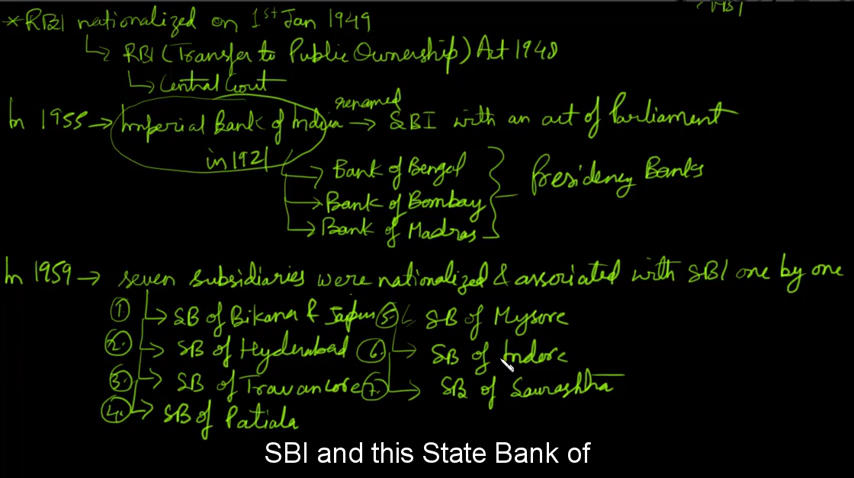 *RBI nationalized on 1st Jan 1949
RBI (Transfer to Public Ownership) Act 1948
Central Govt
In 1955 → Imperial Bank of India renamed → SBI with an act of Parliament
in 1921
Bank of Bengal
Bank of Bombay
Bank of Madras
Presidency Banks
In 1959 → seven subsidiaries were nationalized & associated with SBI one by one
1 SB of Bikana & Jaipur
2. SB of Hyderabad
3. SB of Travancore
4. SB of Patiala
5 SB of Mysore
6. SB of Indore
7. SB of Saurashtra
SBI and this State Bank of